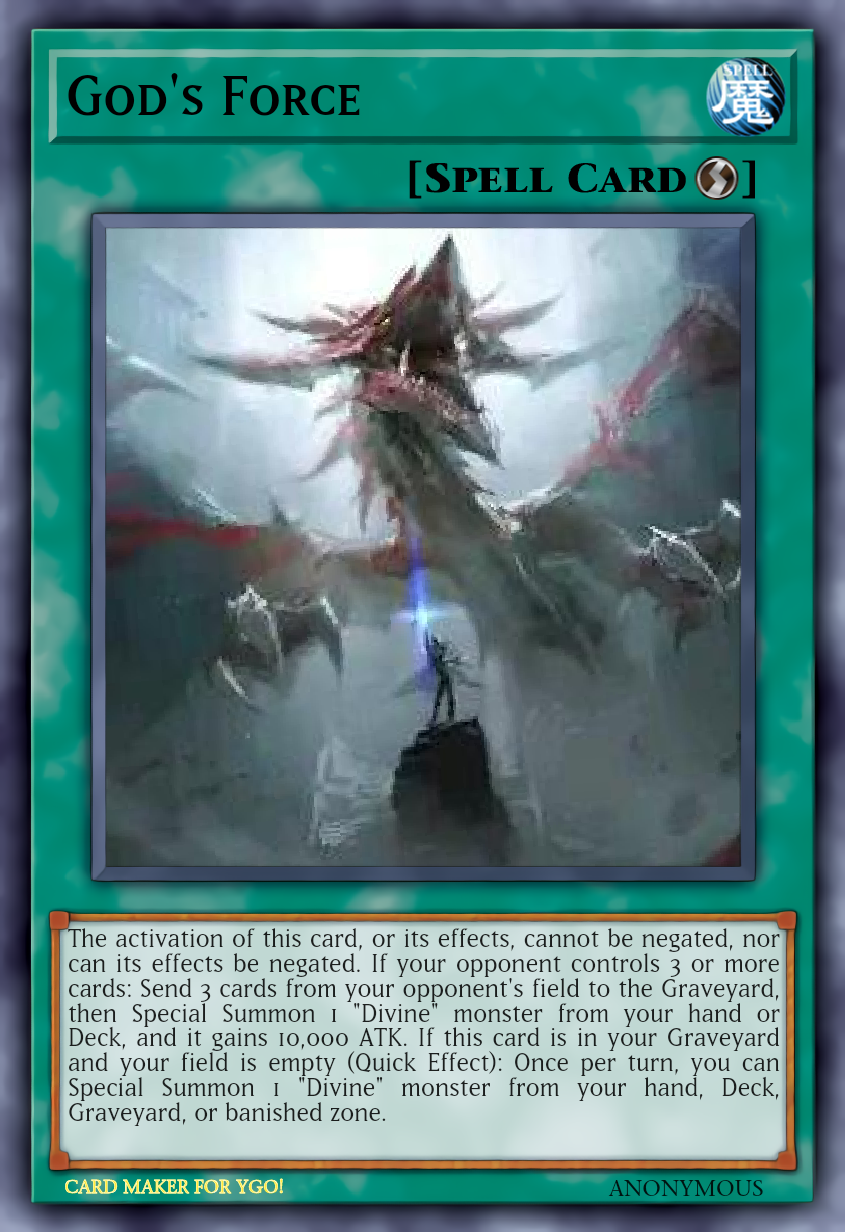 God's Force
SPELL
魔
[Spell Card]
The activation of this card, or its effects, cannot be negated, nor
can its effects be negated. If your opponent controls 3 or more
cards: Send 3 cards from your opponent's field to the Graveyard,
then Special Summon 1 "Divine" monster from your hand or
Deck, and it gains 10,000 ATK. If this card is in your Graveyard
and your field is empty (Quick Effect): Once per turn, you can
Special Summon 1 "Divine" monster from your hand, Deck,
Graveyard, or banished zone.
CARD MAKER FOR YGO!
ANONYMOUS